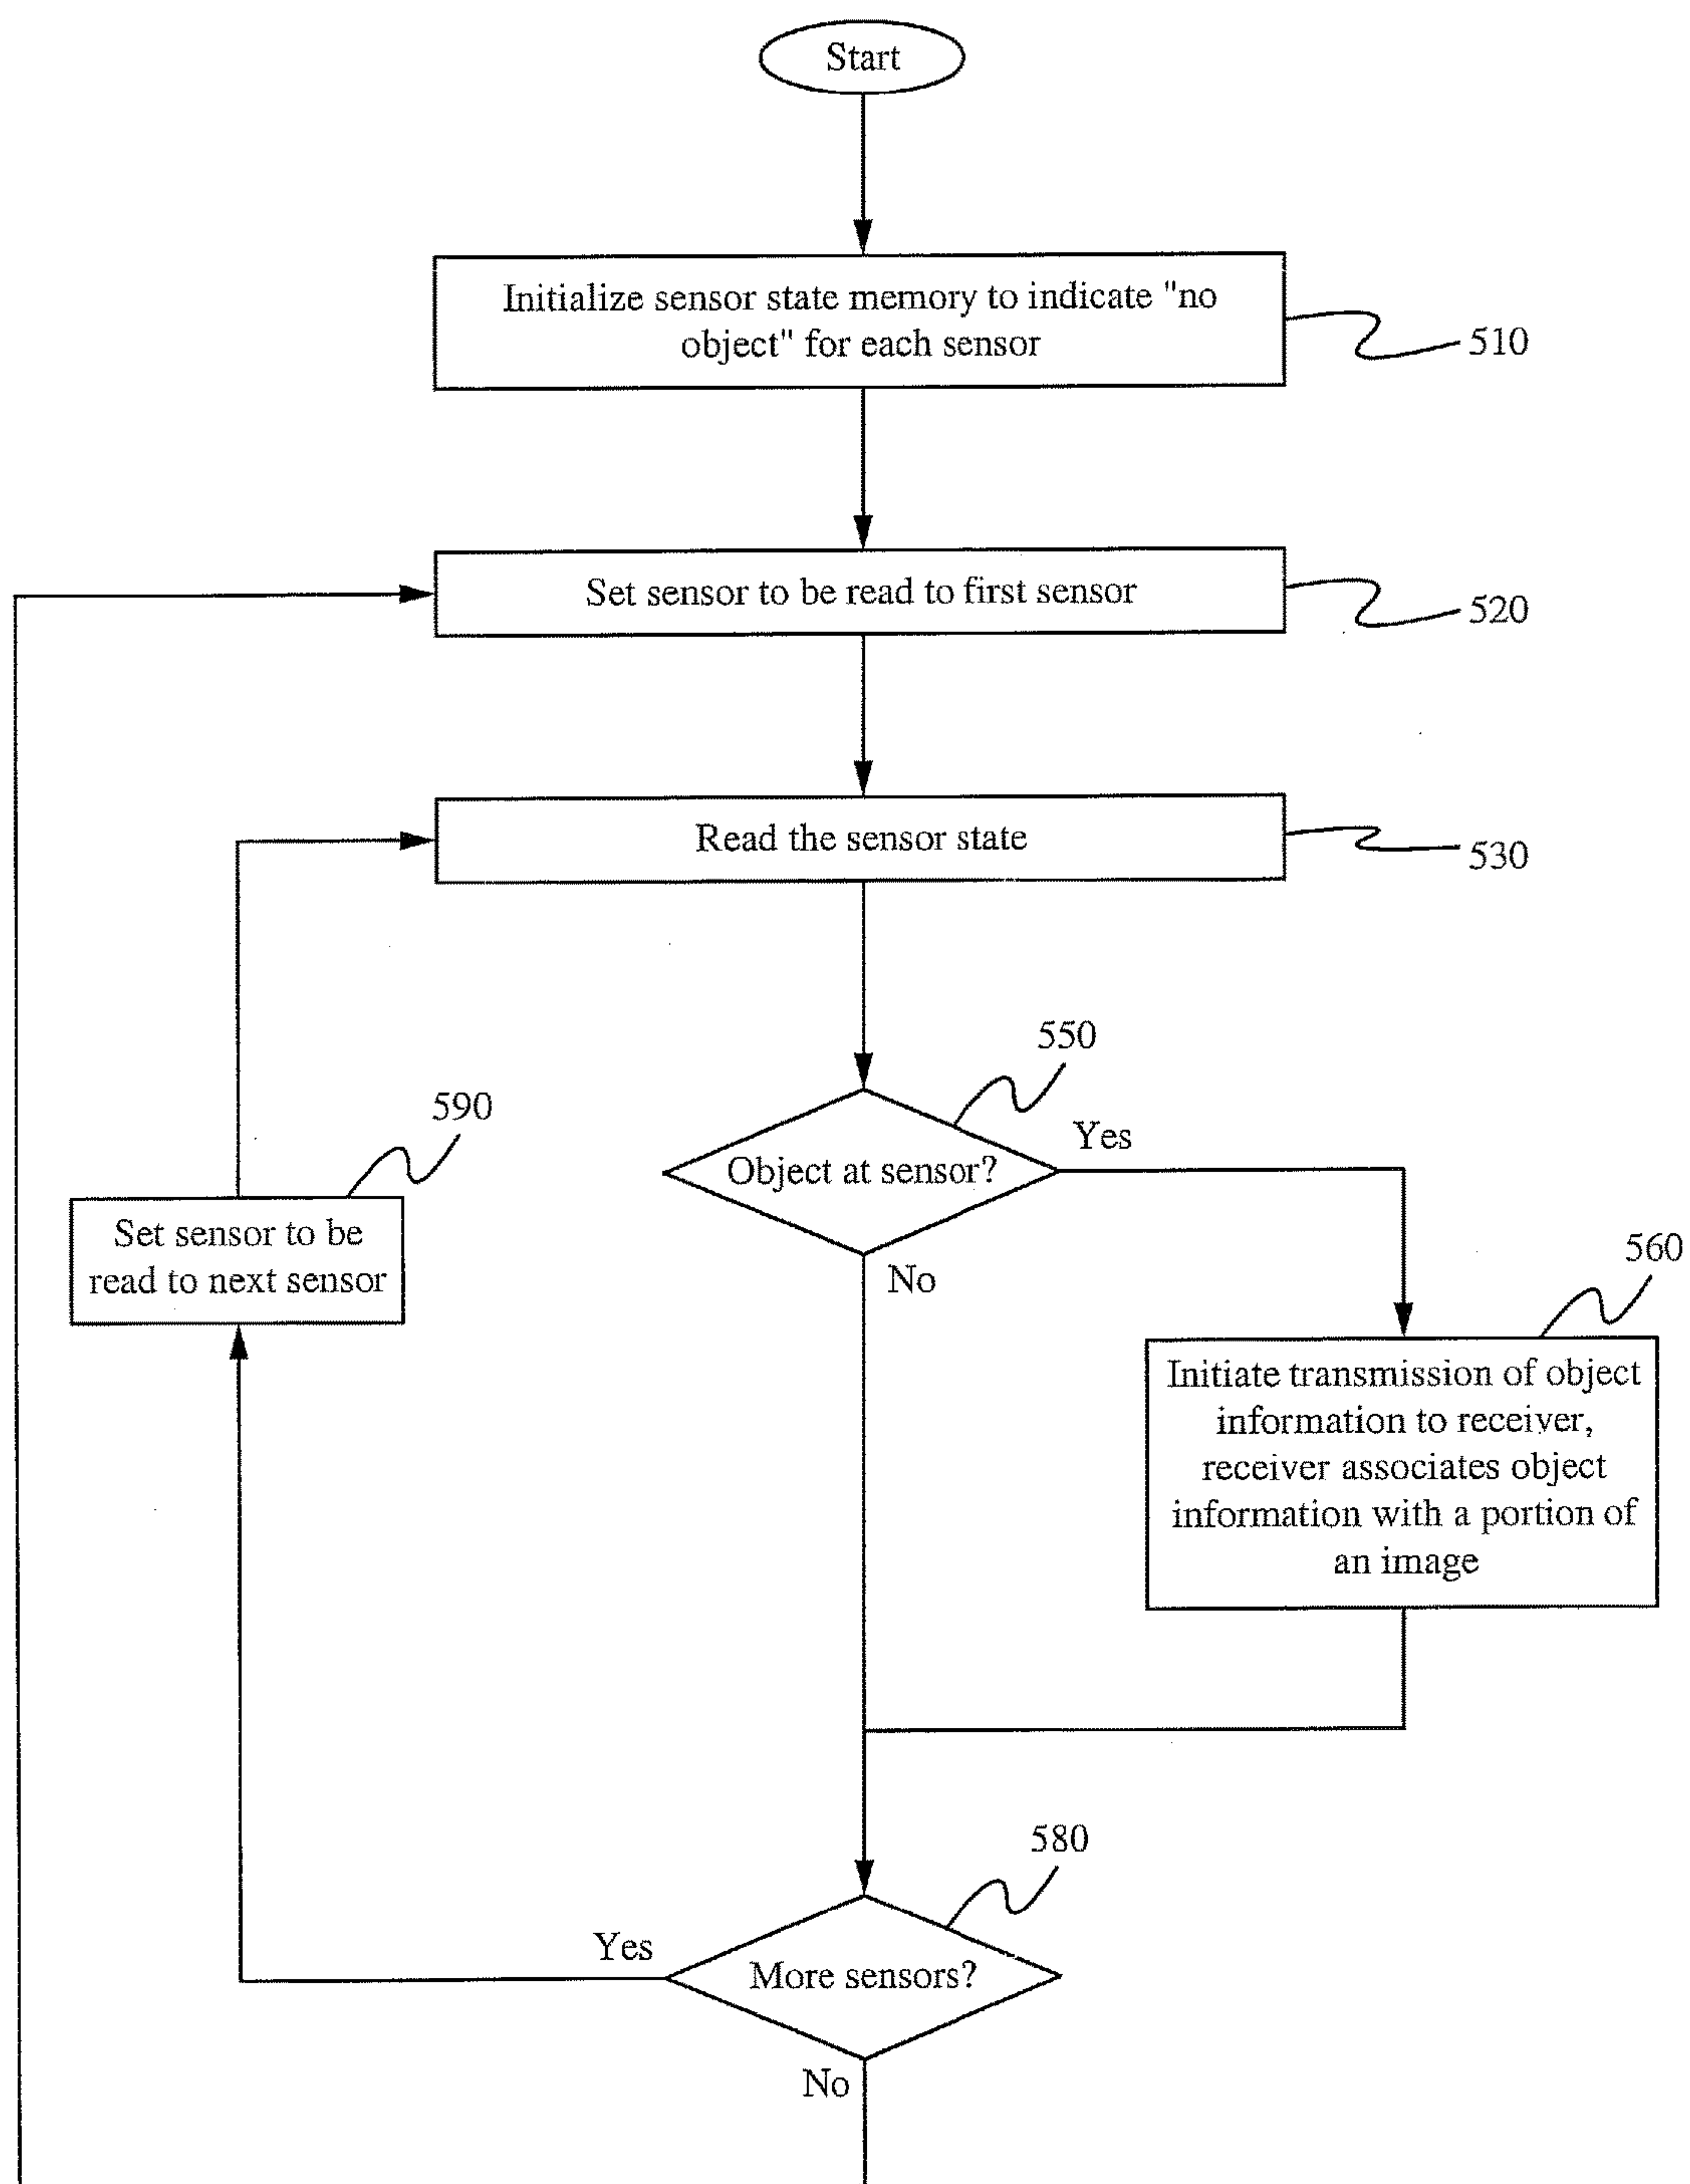 Start
Initialize sensor state memory to indicate "no
object" for each sensor
510
Set sensor to be read to first sensor
520
Read the sensor state
530
550
Object at sensor?
Yes
No
590
Set sensor to be
read to next sensor
560
Initiate transmission of object
information to receiver,
receiver associates object
information with a portion of
an image
580
More sensors?
Yes
No